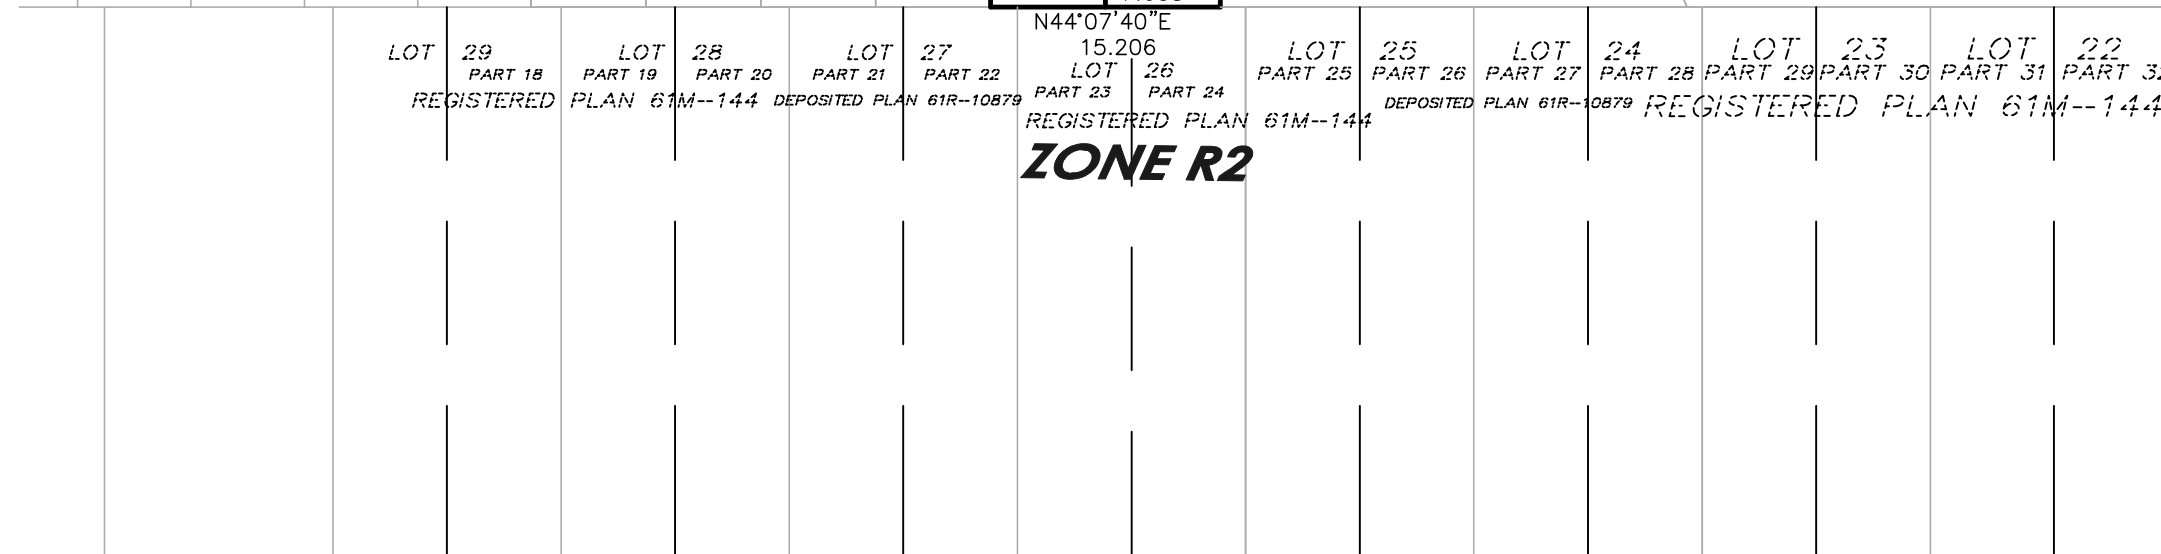 N44°07'40"E
15.206
LOT 29 LOT 28 LOT 27 LOT 26 LOT 25 LOT 24 LOT 23 LOT 22
PART 18 PART 19 PART 20 PART 21 PART 22 PART 23 PART 24 PART 25 PART 26 PART 27 PART 28 PART 29 PART 30 PART 31 PART
REGISTERED PLAN 61M--144 DEPOSITED PLAN 61R--10879 REGISTERED PLAN 61M--144 DEPOSITED PLAN 61R--10879 REGISTERED PLAN 61M--144
ZONE R2